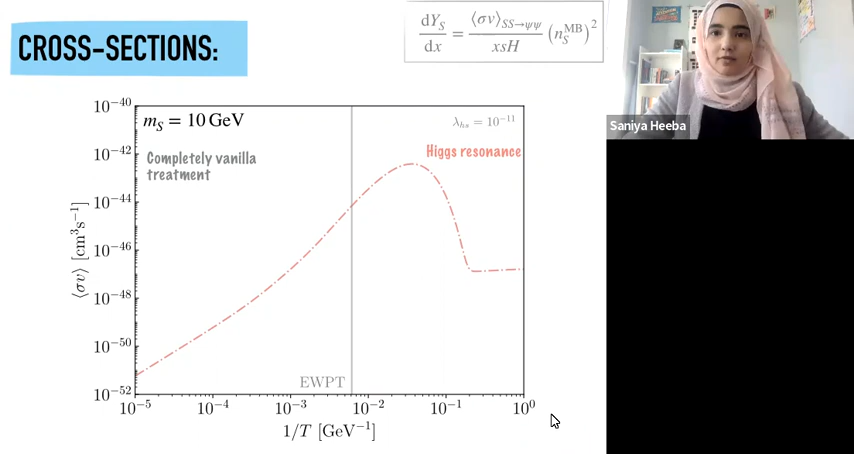 CROSS-SECTIONS:
dY_S/dx = ⟨σv⟩_{SS→ψψ}/xsH (n_S^{MB})^2
Saniya Heeba
m_S = 10 GeV
λ_{hs} = 10^{-11}
Completely vanilla
treatment
Higgs resonance
EWPT
⟨σv⟩ [cm^3s^{-1}]
10^{-40}
10^{-42}
10^{-44}
10^{-46}
10^{-48}
10^{-50}
10^{-52}
10^{-5} 10^{-4} 10^{-3} 10^{-2} 10^{-1} 10^0
1/T [GeV^{-1}]